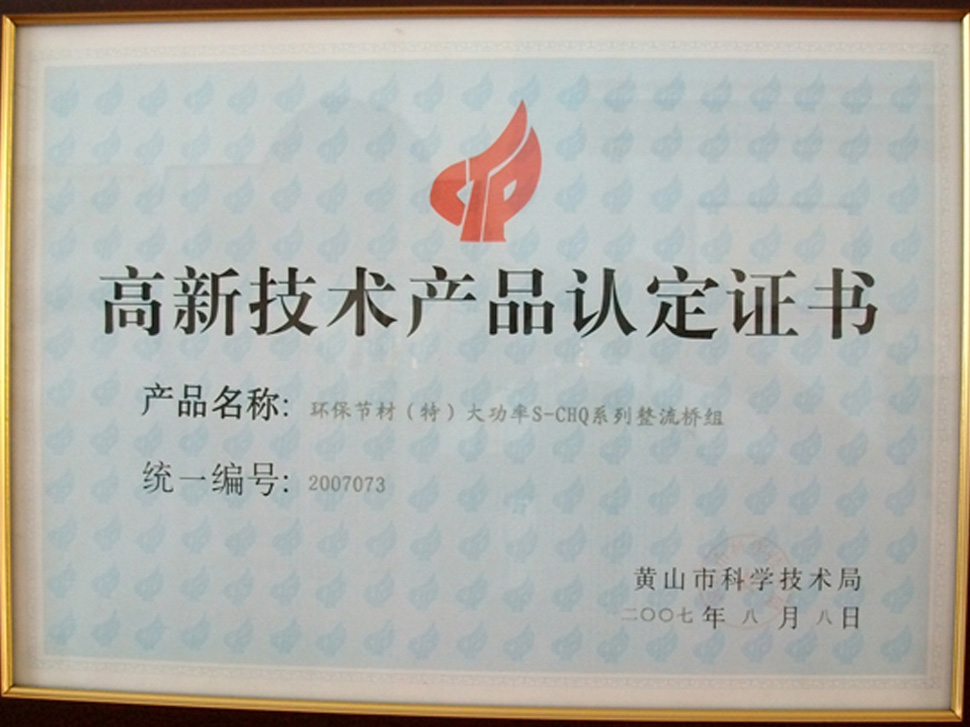 高新技术产品认定证书
产品名称: 环保节材(特)大功率S-CHQ系列整流桥组
统一编号: 2007073
黄山市科学技术局
二〇〇七年八月八日